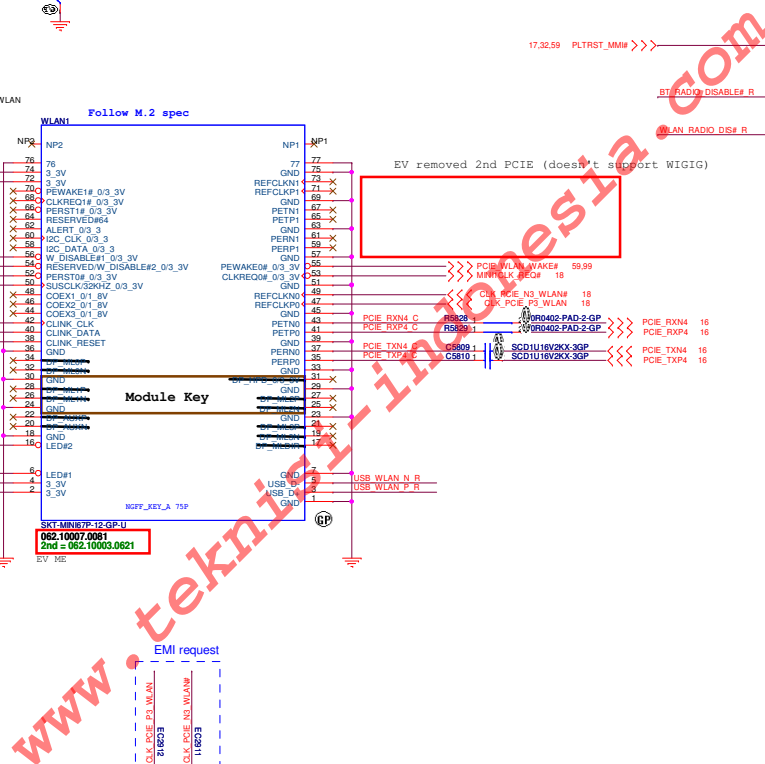 17,32,59 PLTRST_MMI#
BT_RADIO_DISABLE#_R
WLAN
WLAN_RADIO_DIS#_R
Follow M.2 spec
WLAN1
EV removed 2nd PCIE (doesn't support WIGIG)
NP2 NP2 NP1 NP1
76 76 77 77
74 3_3V GND 75
72 3_3V REFCLKN1 73
70 PEWAKE1#_0/3_3V REFCLKP1 71
68 CLKREQ1#_0/3_3V GND 69
66 PERST1#_0/3_3V PETN1 67
64 RESERVED#64 PETP1 65
62 ALERT_0/3_3 GND 63
60 I2C_CLK_0/3_3 PERN1 61
58 I2C_DATA_0/3_3 PERP1 59
56 W_DISABLE#1_0/3_3V GND 57
54 RESERVED/W_DISABLE#2_0/3_3V PEWAKE0#_0/3_3V 55 PCIE_WLAN_WAKE# 59,99
52 PERST0#_0/3_3V CLKREQ0#_0/3_3V 53 MINI1CLK_REQ# 18
50 SUSCLK/32KHZ_0/3_3V GND 51
48 COEX1_0/1_8V REFCLKN0 49 CLK_PCIE_N3_WLAN# 18
46 COEX2_0/1_8V REFCLKP0 47 CLK_PCIE_P3_WLAN 18
44 COEX3_0/1_8V GND 45
42 CLINK_CLK PETN0 43 PCIE_RXN4_C R5828 1 0R0402-PAD-2-GP PCIE_RXN4 16
40 CLINK_DATA PETP0 41 PCIE_RXP4_C R5829 1 0R0402-PAD-2-GP PCIE_RXP4 16
38 CLINK_RESET GND 39
36 GND PERN0 37 PCIE_TXN4_C C5809 1 SCD1U16V2KX-3GP PCIE_TXN4 16
34 PERP0 35 PCIE_TXP4_C C5810 1 SCD1U16V2KX-3GP PCIE_TXP4 16
32 GND 33
30 GND 31
28 GND 29
26 27
24 GND 25
Module Key
22 GND 23
20 21
18 GND 19
16 LED#2 17
6 LED#1 GND 7
4 3_3V USB_D- 5 USB_WLAN_N_R
2 3_3V USB_D+ 3 USB_WLAN_P_R
GND 1
NGFF_KEY_A 75P
GP
SKT-MINI67P-12-GP-U
062.10007.0081
2nd = 062.10003.0621
EV ME
EMI request
CLK_PCIE_P3_WLAN
EC2912
CLK_PCIE_N3_WLAN#
EC2911
www.teknisi-indonesia.com